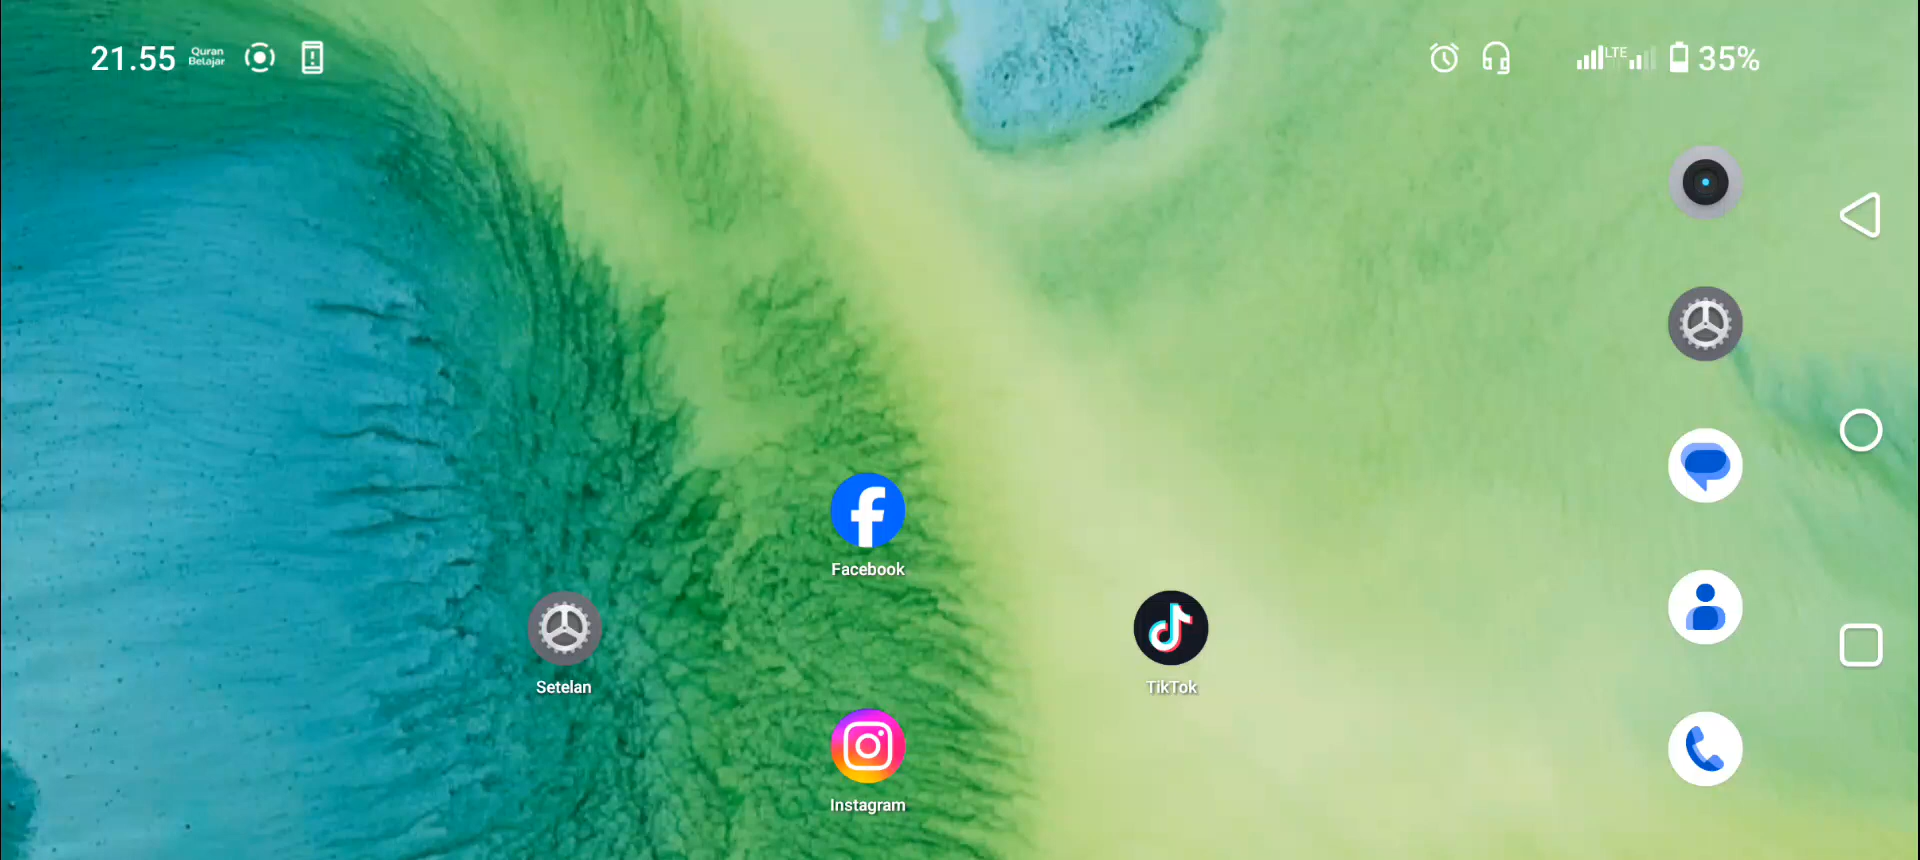 21.55
Quran
Belajar
LTE
35%
Facebook
Setelan
TikTok
Instagram